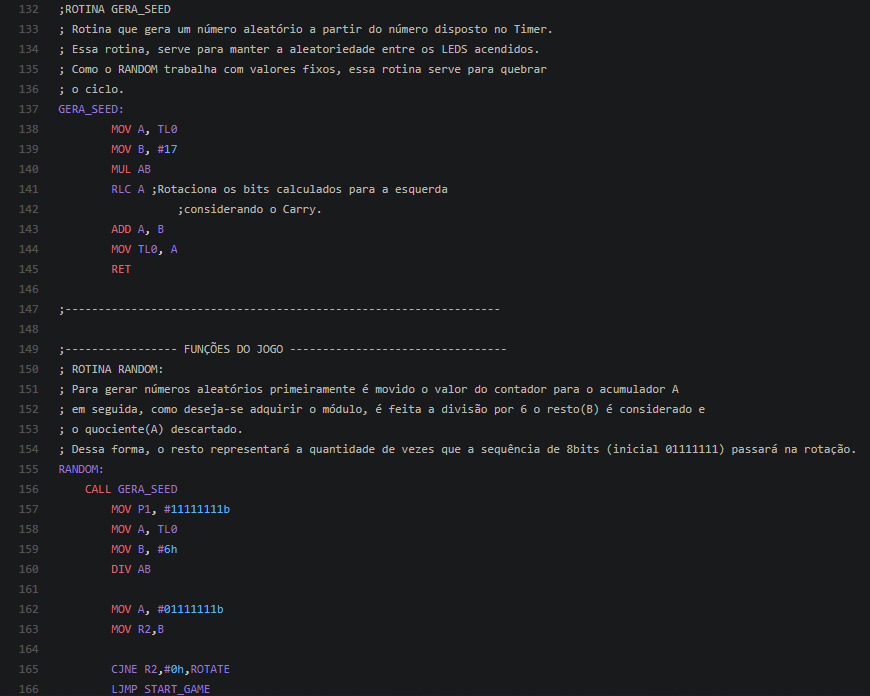 132 ;ROTINA GERA_SEED
133 ; Rotina que gera um número aleatório a partir do número disposto no Timer.
134 ; Essa rotina, serve para manter a aleatoriedade entre os LEDS acendidos.
135 ; Como o RANDOM trabalha com valores fixos, essa rotina serve para quebrar
136 ; o ciclo.
137 GERA_SEED:
138 MOV A, TL0
139 MOV B, #17
140 MUL AB
141 RLC A ;Rotaciona os bits calculados para a esquerda
142 ;considerando o Carry.
143 ADD A, B
144 MOV TL0, A
145 RET
146
147 ;------------------------------------------------------------------
148
149 ;----------------- FUNÇÕES DO JOGO ---------------------------------
150 ; ROTINA RANDOM:
151 ; Para gerar números aleatórios primeiramente é movido o valor do contador para o acumulador A
152 ; em seguida, como deseja-se adquirir o módulo, é feita a divisão por 6 o resto(B) é considerado e
153 ; o quociente(A) descartado.
154 ; Dessa forma, o resto representará a quantidade de vezes que a sequência de 8bits (inicial 01111111) passará na rotação.
155 RANDOM:
156 CALL GERA_SEED
157 MOV P1, #11111111b
158 MOV A, TL0
159 MOV B, #6h
160 DIV AB
161
162 MOV A, #01111111b
163 MOV R2,B
164
165 CJNE R2,#0h,ROTATE
166 LJMP START_GAME